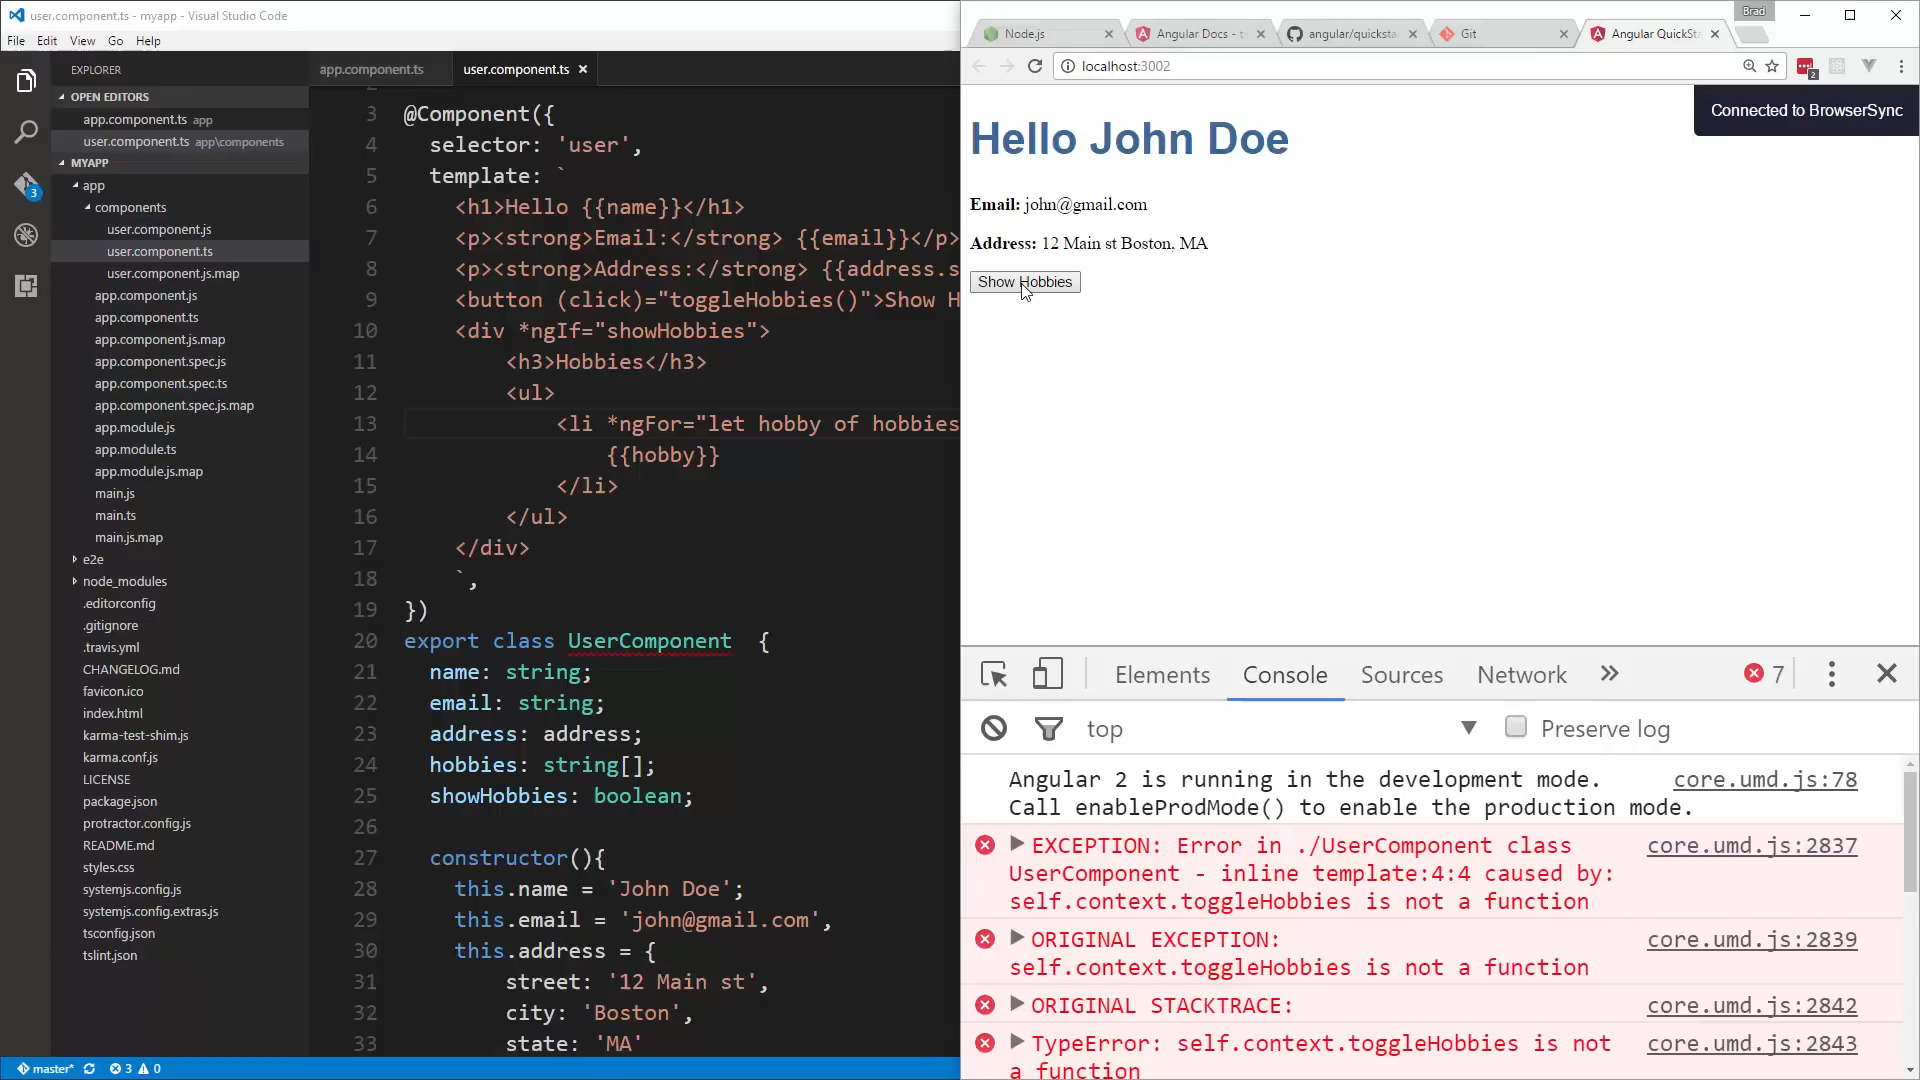 user.component.ts - myapp - Visual Studio Code
File Edit View Go Help
EXPLORER
OPEN EDITORS
app.component.ts app
user.component.ts app\components
MYAPP
app
components
user.component.js
user.component.ts
user.component.js.map
app.component.js
app.component.ts
app.component.js.map
app.component.spec.js
app.component.spec.ts
app.component.spec.js.map
app.module.js
app.module.ts
app.module.js.map
main.js
main.ts
main.js.map
e2e
node_modules
.editorconfig
.gitignore
.travis.yml
CHANGELOG.md
favicon.ico
index.html
karma-test-shim.js
karma.conf.js
LICENSE
package.json
protractor.config.js
README.md
styles.css
systemjs.config.js
systemjs.config.extras.js
tsconfig.json
tslint.json
3
master* 3 0
app.component.ts user.component.ts
2
3 @Component({
4 selector: 'user',
5 template: `
6 <h1>Hello {{name}}</h1>
7 <p><strong>Email:</strong> {{email}}</p>
8 <p><strong>Address:</strong> {{address.s
9 <button (click)="toggleHobbies()">Show H
10 <div *ngIf="showHobbies">
11 <h3>Hobbies</h3>
12 <ul>
13 <li *ngFor="let hobby of hobbies
14 {{hobby}}
15 </li>
16 </ul>
17 </div>
18 `,
19 })
20 export class UserComponent {
21 name: string;
22 email: string;
23 address: address;
24 hobbies: string[];
25 showHobbies: boolean;
26
27 constructor(){
28 this.name = 'John Doe';
29 this.email = 'john@gmail.com',
30 this.address = {
31 street: '12 Main st',
32 city: 'Boston',
33 state: 'MA'
Brad
Node.js Angular Docs - t angular/quicksta Git Angular QuickSt
localhost:3002
2
Connected to BrowserSync
Hello John Doe
Email: john@gmail.com
Address: 12 Main st Boston, MA
Show Hobbies
Elements Console Sources Network 7
top Preserve log
Angular 2 is running in the development mode. core.umd.js:78
Call enableProdMode() to enable the production mode.
EXCEPTION: Error in ./UserComponent class core.umd.js:2837
UserComponent - inline template:4:4 caused by:
self.context.toggleHobbies is not a function
ORIGINAL EXCEPTION: core.umd.js:2839
self.context.toggleHobbies is not a function
ORIGINAL STACKTRACE: core.umd.js:2842
TypeError: self.context.toggleHobbies is not core.umd.js:2843
a function